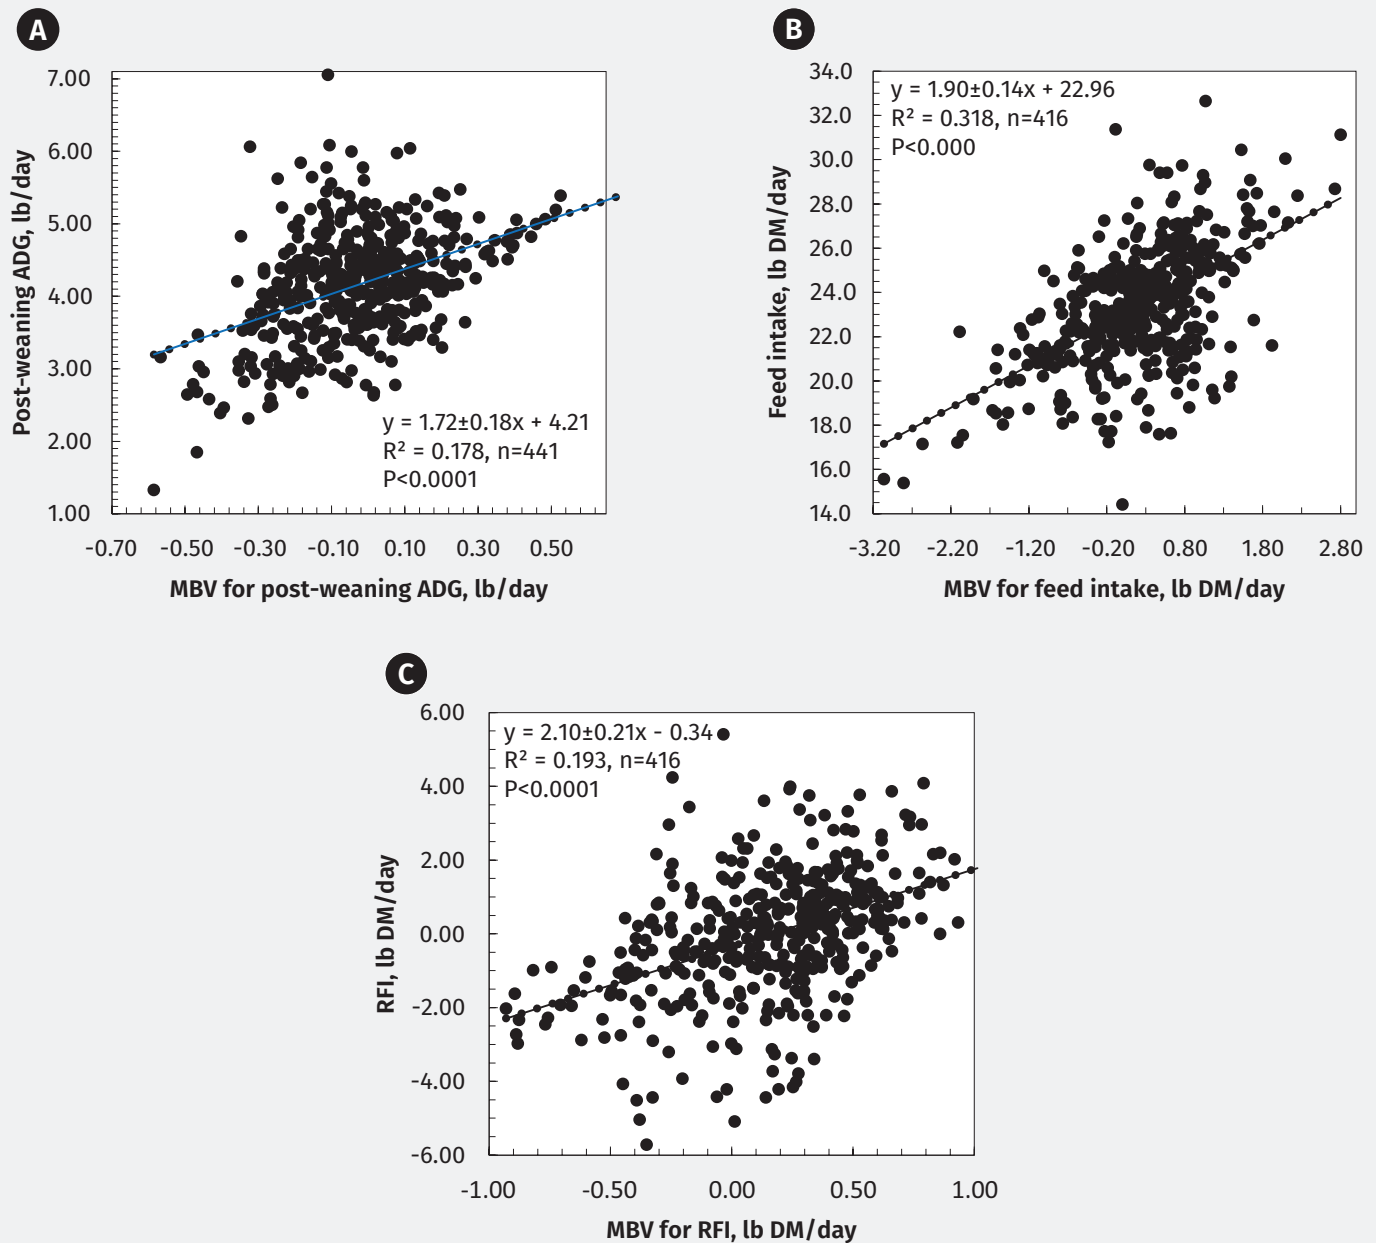 A
7.00
6.00
5.00
4.00
3.00
2.00
1.00
Post-weaning ADG, lb/day
y = 1.72±0.18x + 4.21
R² = 0.178, n=441
P<0.0001
-0.70 -0.50 -0.30 -0.10 0.10 0.30 0.50
MBV for post-weaning ADG, lb/day
B
34.0
32.0
30.0
28.0
26.0
24.0
22.0
20.0
18.0
16.0
14.0
Feed intake, lb DM/day
y = 1.90±0.14x + 22.96
R² = 0.318, n=416
P<0.000
-3.20 -2.20 -1.20 -0.20 0.80 1.80 2.80
MBV for feed intake, lb DM/day
C
6.00
4.00
2.00
0.00
-2.00
-4.00
-6.00
RFI, lb DM/day
y = 2.10±0.21x - 0.34
R² = 0.193, n=416
P<0.0001
-1.00 -0.50 0.00 0.50 1.00
MBV for RFI, lb DM/day